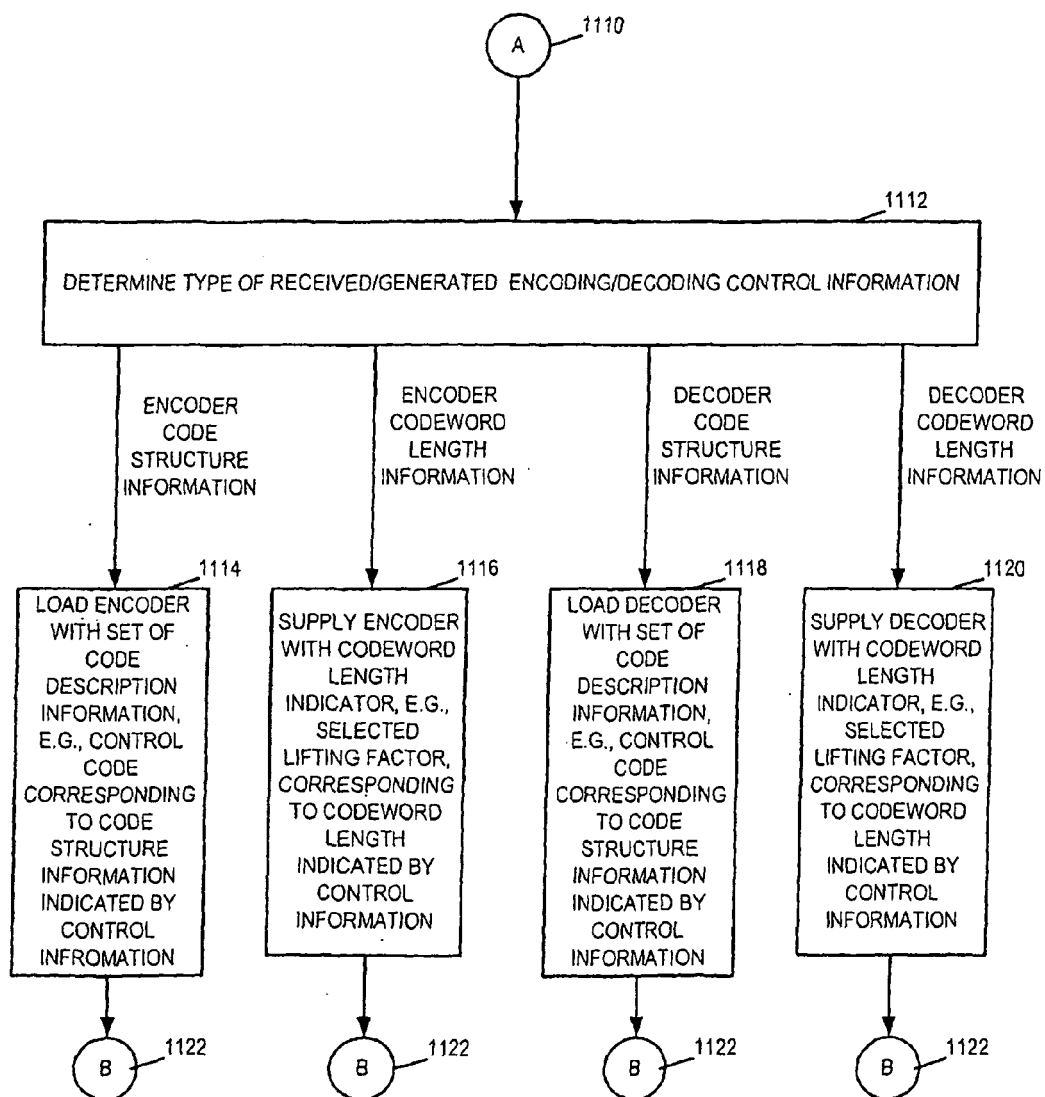 A
1110
1112
DETERMINE TYPE OF RECEIVED/GENERATED ENCODING/DECODING CONTROL INFORMATION
ENCODER
CODE
STRUCTURE
INFORMATION
ENCODER
CODEWORD
LENGTH
INFORMATION
DECODER
CODE
STRUCTURE
INFORMATION
DECODER
CODEWORD
LENGTH
INFORMATION
1114
LOAD ENCODER
WITH SET OF
CODE
DESCRIPTION
INFORMATION,
E.G., CONTROL
CODE
CORRESPONDING
TO CODE
STRUCTURE
INFORMATION
INDICATED BY
CONTROL
INFROMATION
1116
SUPPLY ENCODER
WITH CODEWORD
LENGTH
INDICATOR, E.G.,
SELECTED
LIFTING FACTOR,
CORRESPONDING
TO CODEWORD
LENGTH
INDICATED BY
CONTROL
INFORMATION
1118
LOAD DECODER
WITH SET OF
CODE
DESCRIPTION
INFORMATION,
E.G., CONTROL
CODE
CORRESPONDING
TO CODE
STRUCTURE
INFORMATION
INDICATED BY
CONTROL
INFORMATION
1120
SUPPLY DECODER
WITH CODEWORD
LENGTH
INDICATOR, E.G.,
SELECTED
LIFTING FACTOR,
CORRESPONDING
TO CODEWORD
LENGTH
INDICATED BY
CONTROL
INFORMATION
B
1122
B
1122
B
1122
B
1122